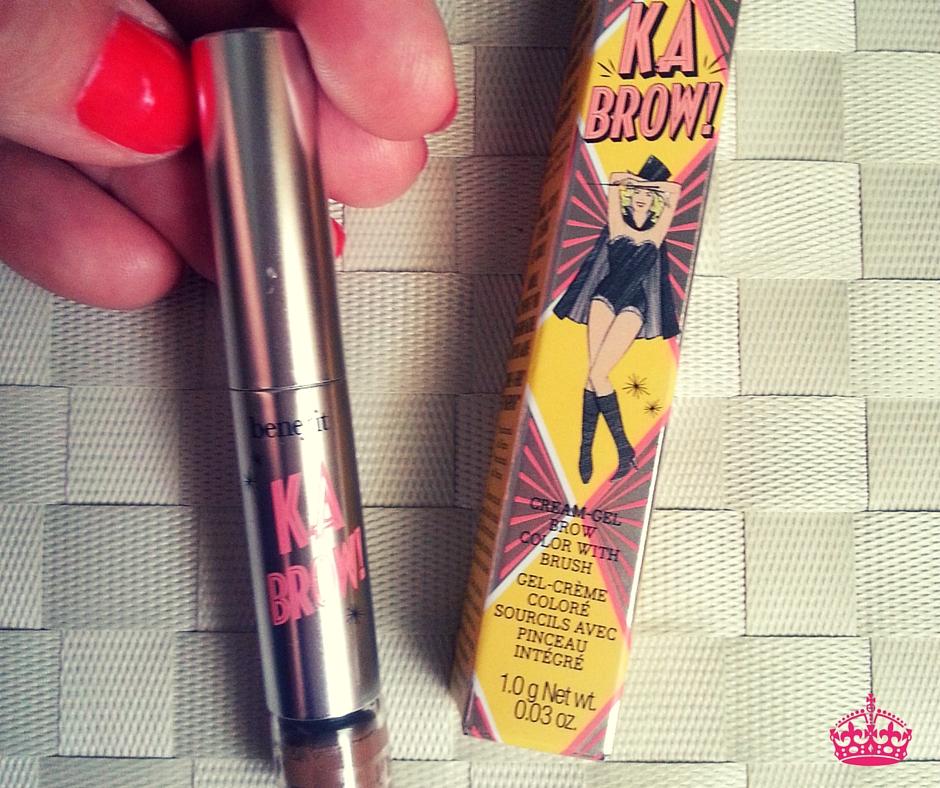 benefit
KA
BROW!
KA
BROW!
CREAM-GEL
BROW
COLOR WITH
BRUSH
GEL-CRÈME
COLORÉ
SOURCILS AVEC
PINCEAU
INTÉGRÉ
1.0 g Net wt.
0.03 oz.